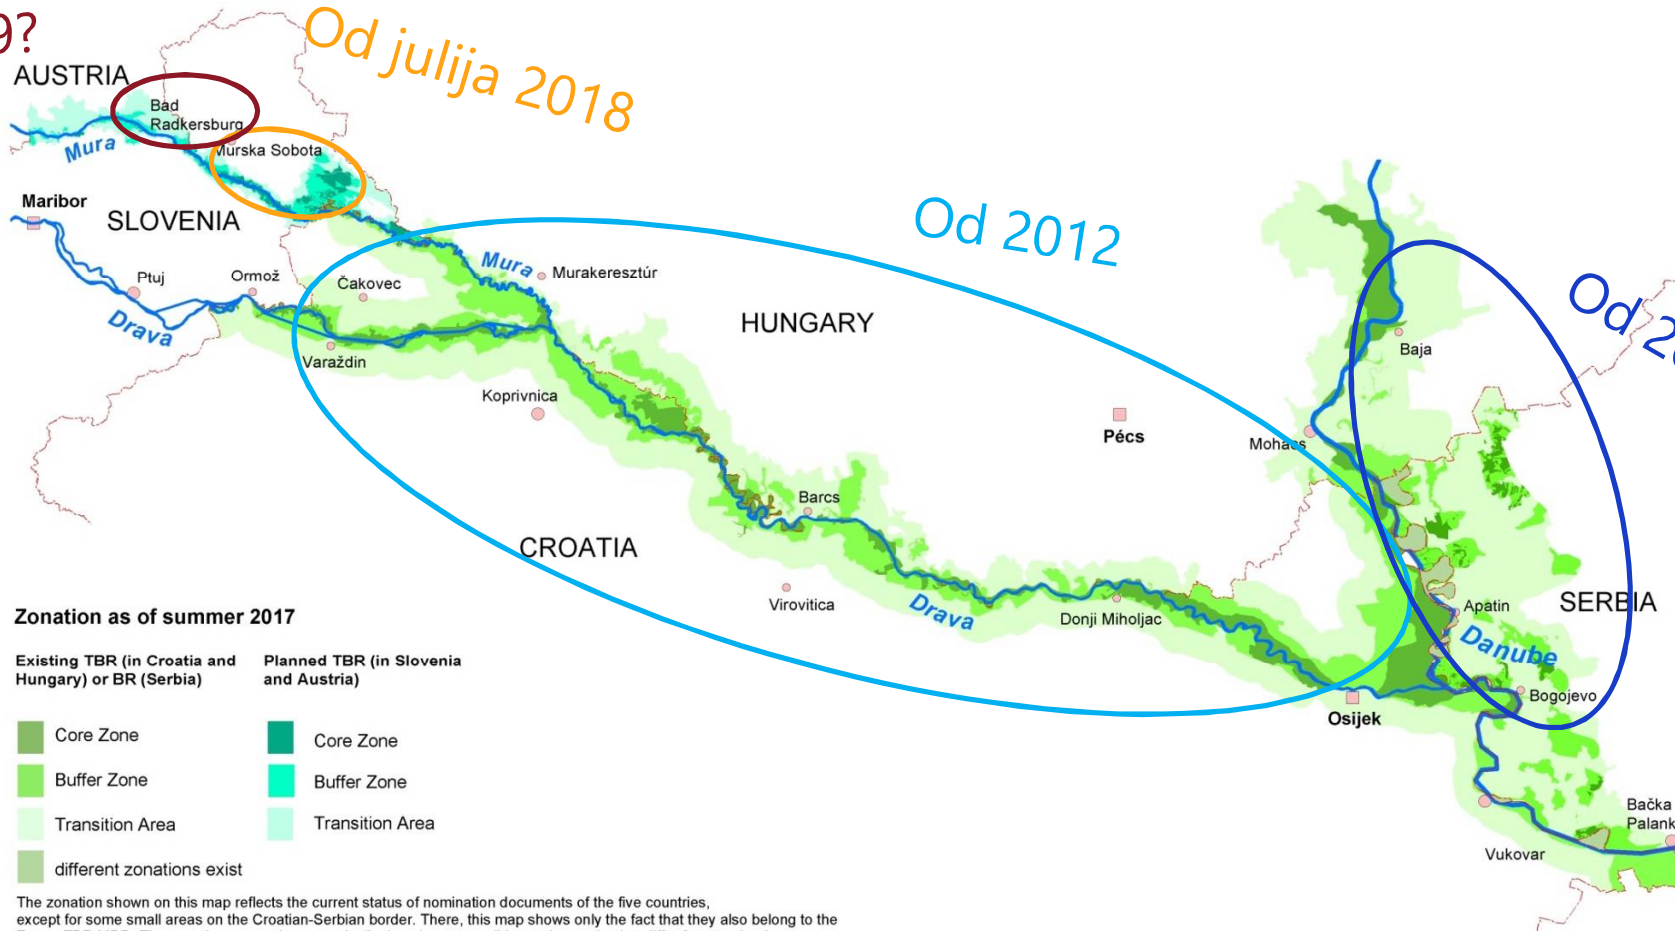 9?
Od julija 2018
AUSTRIA
Bad
Radkersburg
Mura
Murska Sobota
Maribor
SLOVENIA
Od 2012
Ptuj
Ormož
Čakovec
Mura
Murakeresztúr
Drava
HUNGARY
Od
Varaždin
Baja
Koprivnica
Pécs
Mohács
Barcs
CROATIA
Virovitica
Drava
Donji Miholjac
Apatin
SERBIA
Danube
Bogojevo
Osijek
Bačka
Vukovar
Zonation as of summer 2017
Existing TBR (in Croatia and
Hungary) or BR (Serbia)
Planned TBR (in Slovenia
and Austria)
Core Zone
Core Zone
Buffer Zone
Buffer Zone
Transition Area
Transition Area
different zonations exist
The zonation shown on this map reflects the current status of nomination documents of the five countries,
except for some small areas on the Croatian-Serbian border. There, this map shows only the fact that they also belong to the